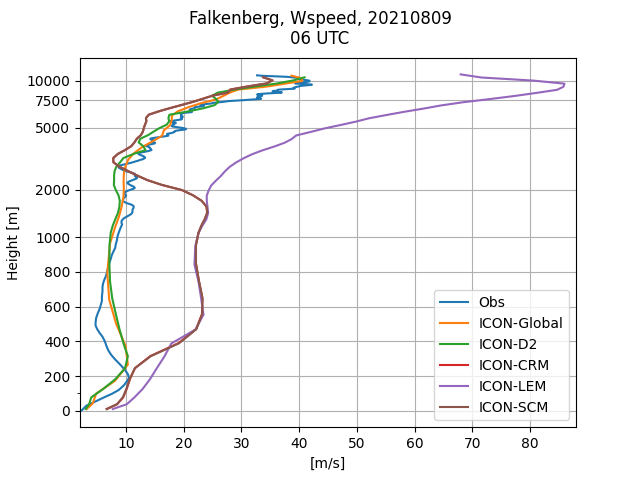 Falkenberg, Wspeed, 20210809
06 UTC
Height [m]
10000
7500
5000
2000
1000
800
600
400
200
0
10
20
30
40
50
60
70
80
[m/s]
Obs
ICON-Global
ICON-D2
ICON-CRM
ICON-LEM
ICON-SCM